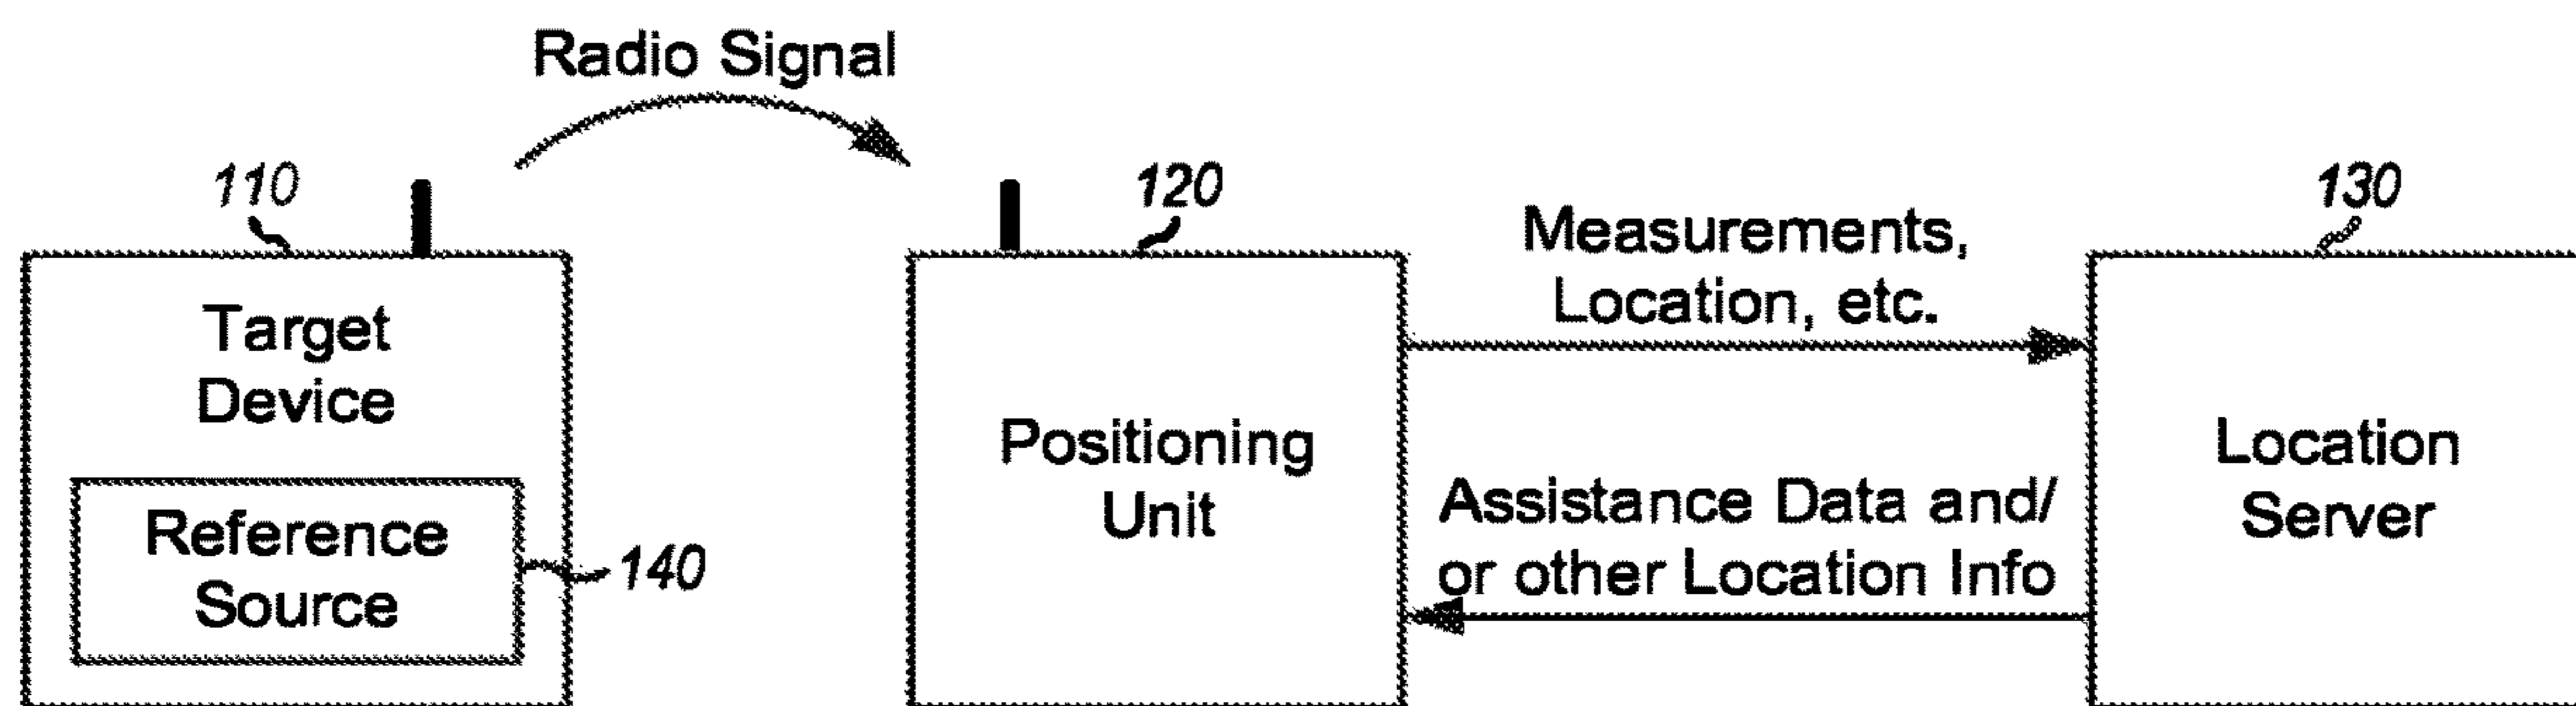 Radio Signal
110
120
130
Target
Device
Reference
Source
140
Positioning
Unit
Measurements,
Location, etc.
Assistance Data and/
or other Location Info
Location
Server